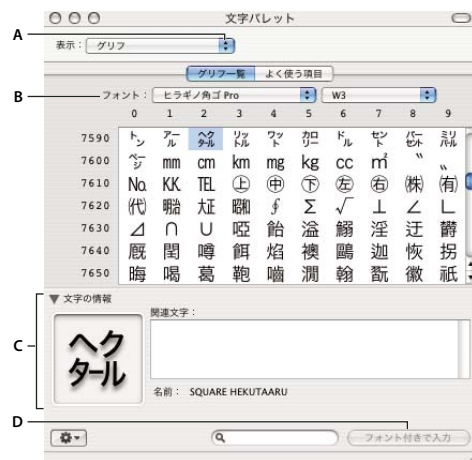 文字パレット
A
表示： グリフ
グリフ一覧 よく使う項目
B
フォント： ヒラギノ角ゴ Pro W3
0 1 2 3 4 5 6 7 8 9
7590 トン アール ヘクタール リットル ワット カロリー ドル セント パーセント ミリバール
7600 ページ mm cm km mg kg cc m² 〝 〟
7610 No. K.K. TEL ㊤ ㊥ ㊦ ㊧ ㊨ ㈱ ㈲
7620 ㈹ 明治 大正 昭和 ∮ Σ √ ⊥ ∠ ∟
7630 ⊿ ∩ ∪ 啞 飴 溢 鰯 淫 迂 欝
7640 厩 閏 噂 餌 焰 襖 鷗 迦 恢 拐
7650 晦 喝 葛 鞄 嚙 澗 翰 翫 徽 祇
文字の情報
C
関連文字：
ヘクタール
名前： SQUARE HEKUTAARU
D
フォント付きで入力